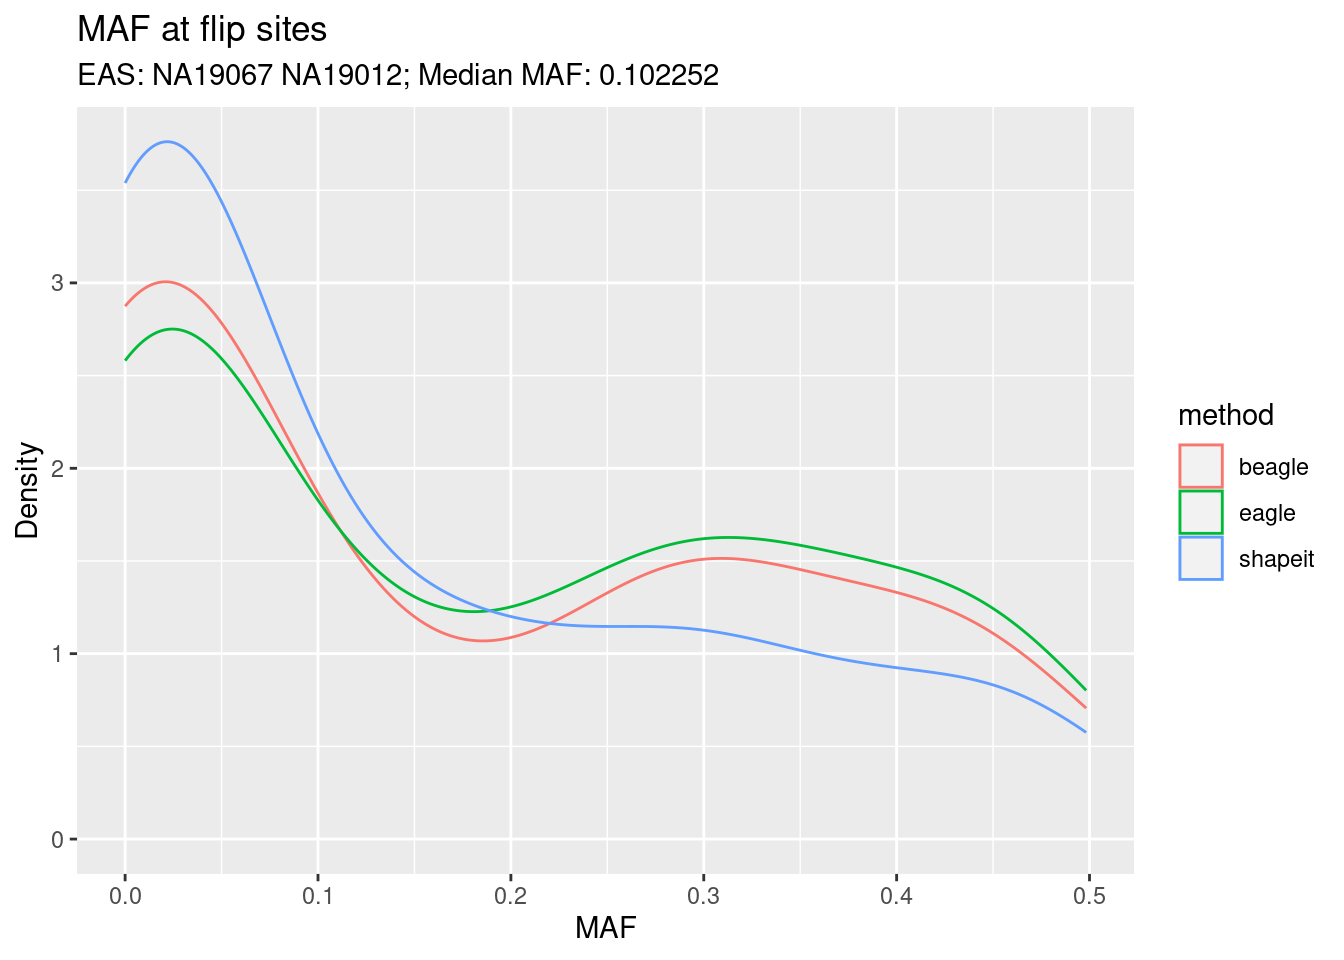 MAF at flip sites
EAS: NA19067 NA19012; Median MAF: 0.102252
Density
3
2
1
0
0.0 0.1 0.2 0.3 0.4 0.5
MAF
method
beagle
eagle
shapeit